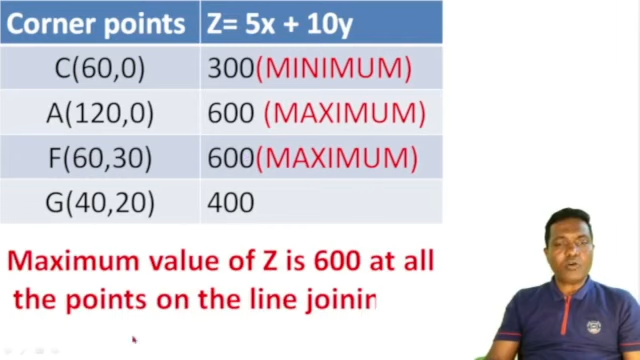 Corner points Z= 5x + 10y
C(60,0) 300(MINIMUM)
A(120,0) 600 (MAXIMUM)
F(60,30) 600(MAXIMUM)
G(40,20) 400
Maximum value of Z is 600 at all
the points on the line joinin